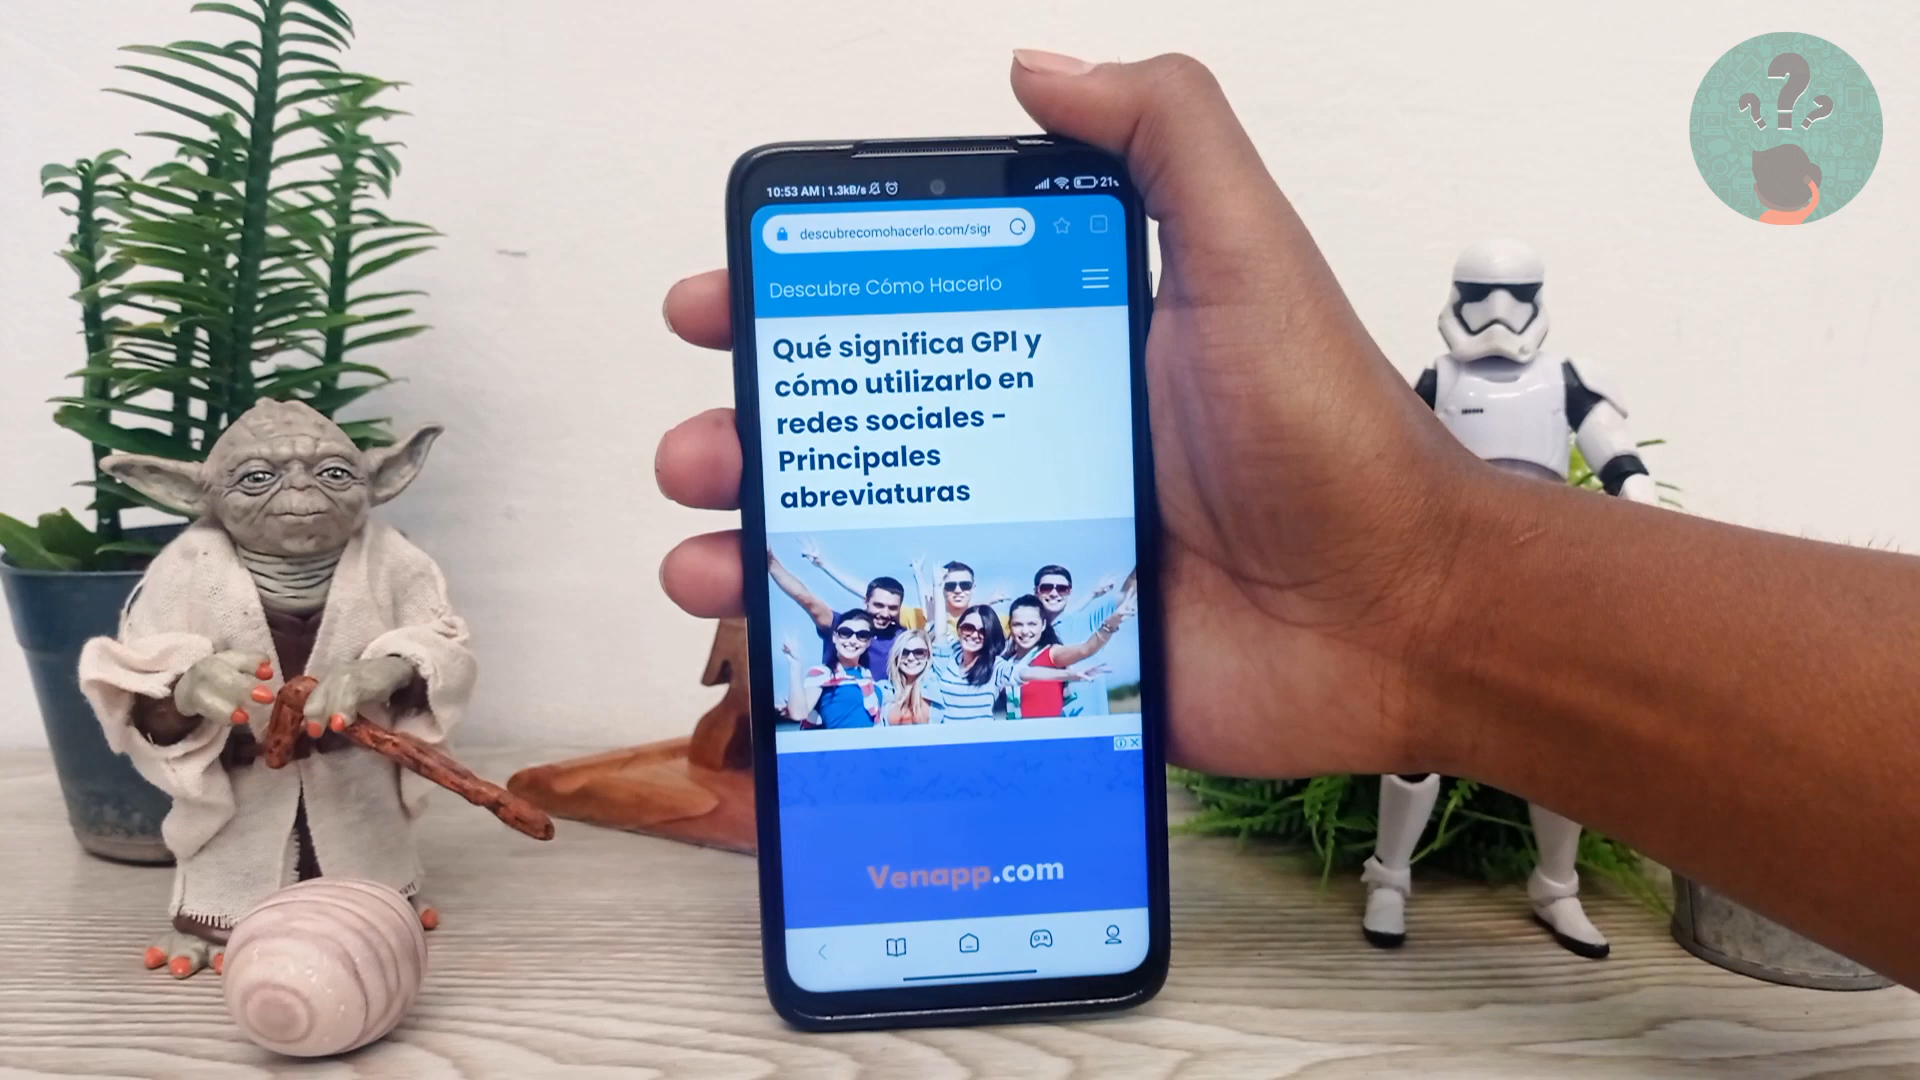 10:53 AM | 1.3kB/s
21%
descubrecomohacerlo.com/sigr
Descubre Cómo Hacerlo
Qué significa GPI y
cómo utilizarlo en
redes sociales -
Principales
abreviaturas
Venapp.com